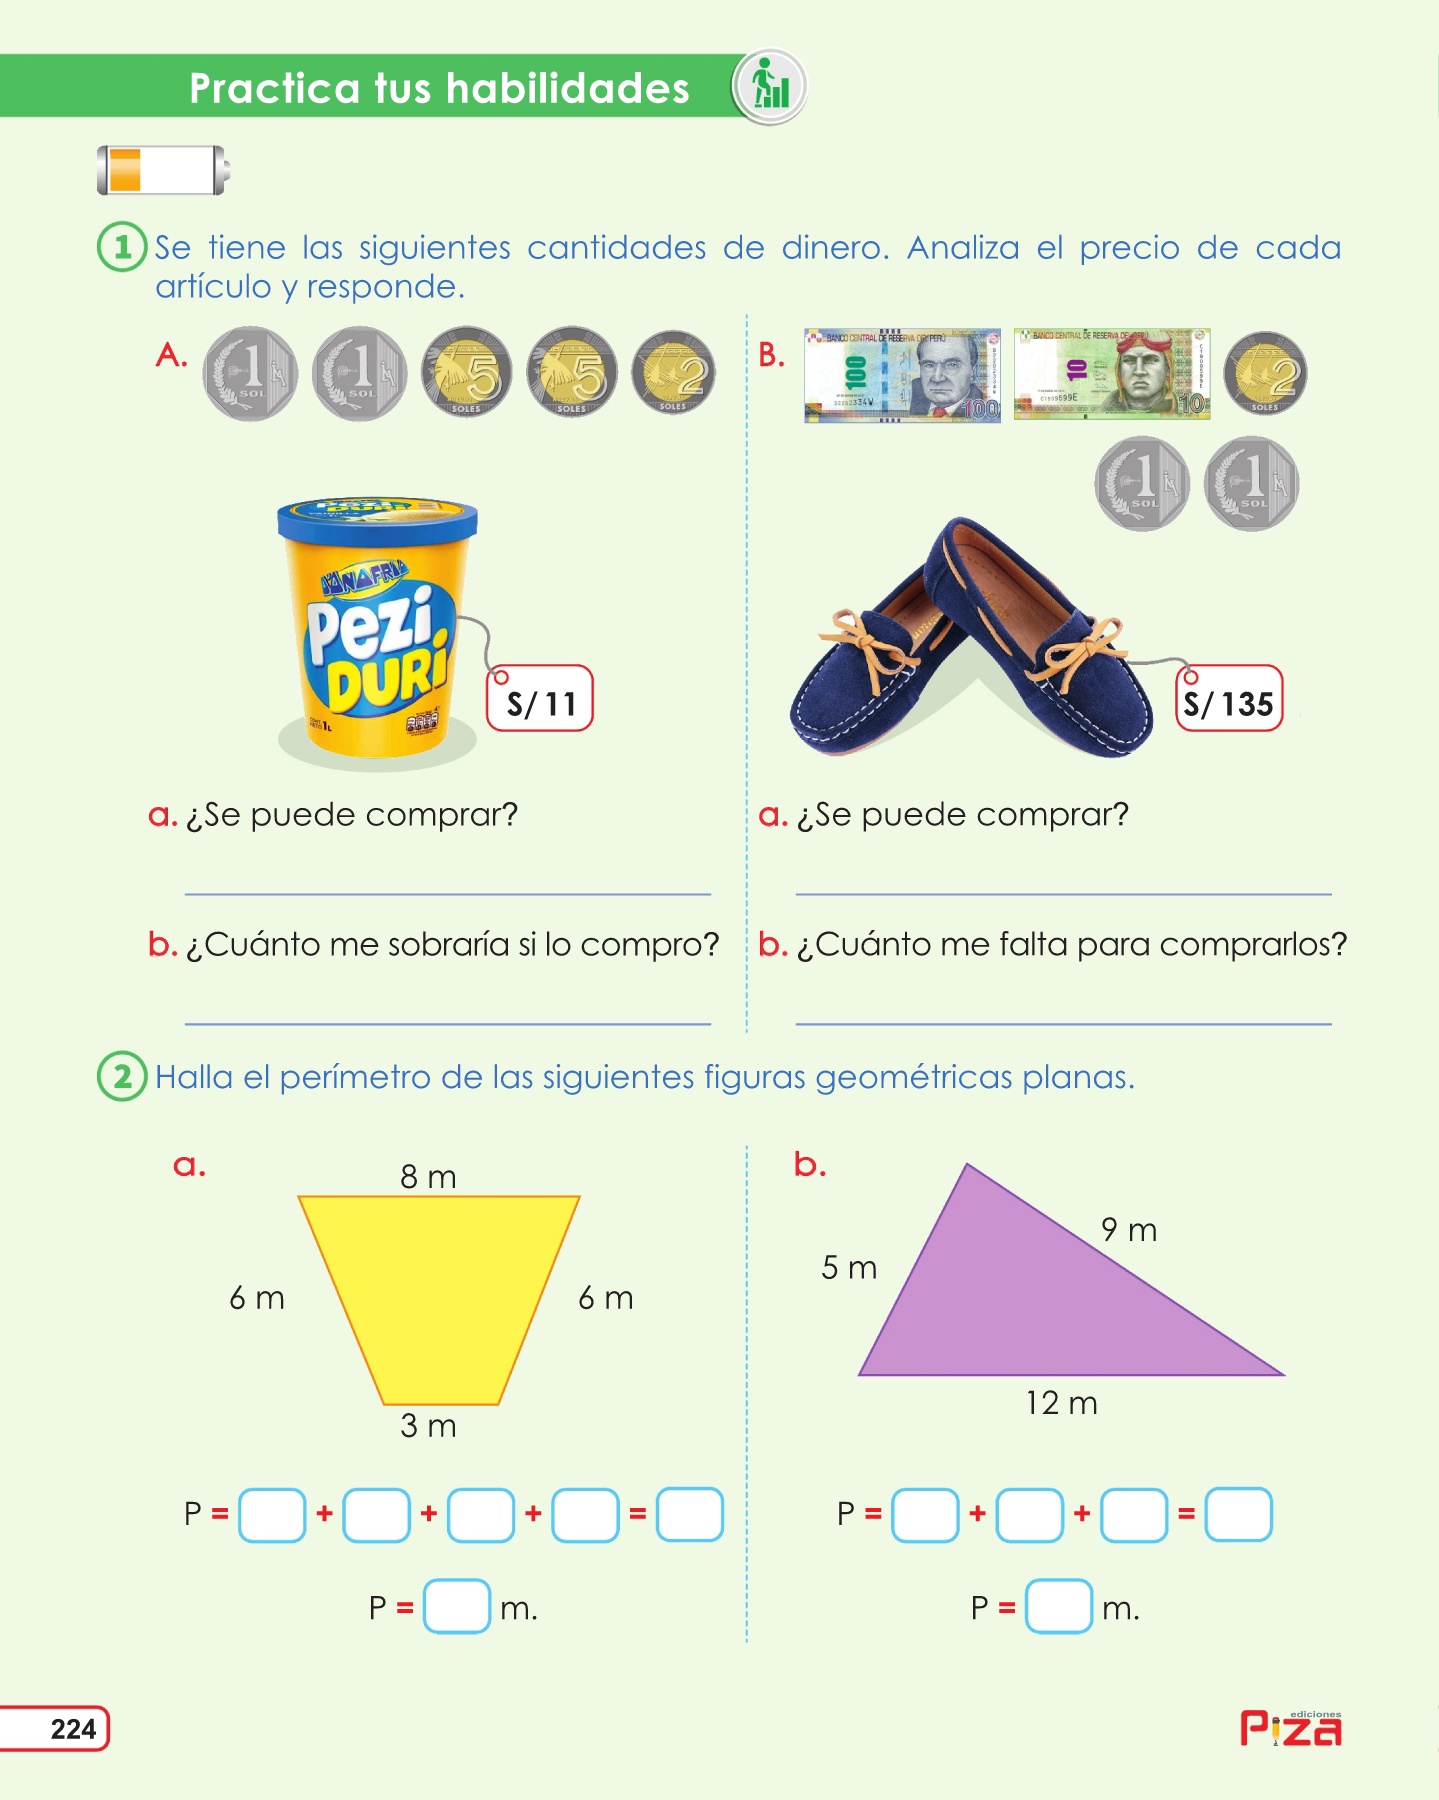 Practica tus habilidades
1 Se tiene las siguientes cantidades de dinero. Analiza el precio de cada
artículo y responde.
A.
1 SOL
1 SOL
5 SOLES
5 SOLES
2 SOLES
B.
BANCO CENTRAL DE RESERVA DEL PERÚ
100
100
BANCO CENTRAL DE RESERVA DEL PERÚ
10
C1909599E
10
2 SOLES
1 SOL
1 SOL
Pezi
DURi
1L
S/ 11
S/ 135
a. ¿Se puede comprar?
b. ¿Cuánto me sobraría si lo compro?
a. ¿Se puede comprar?
b. ¿Cuánto me falta para comprarlos?
2 Halla el perímetro de las siguientes figuras geométricas planas.
a.
8 m
6 m
6 m
3 m
P = + + + =
P = m.
b.
9 m
5 m
12 m
P = + + =
P = m.
224
ediciones
Piza